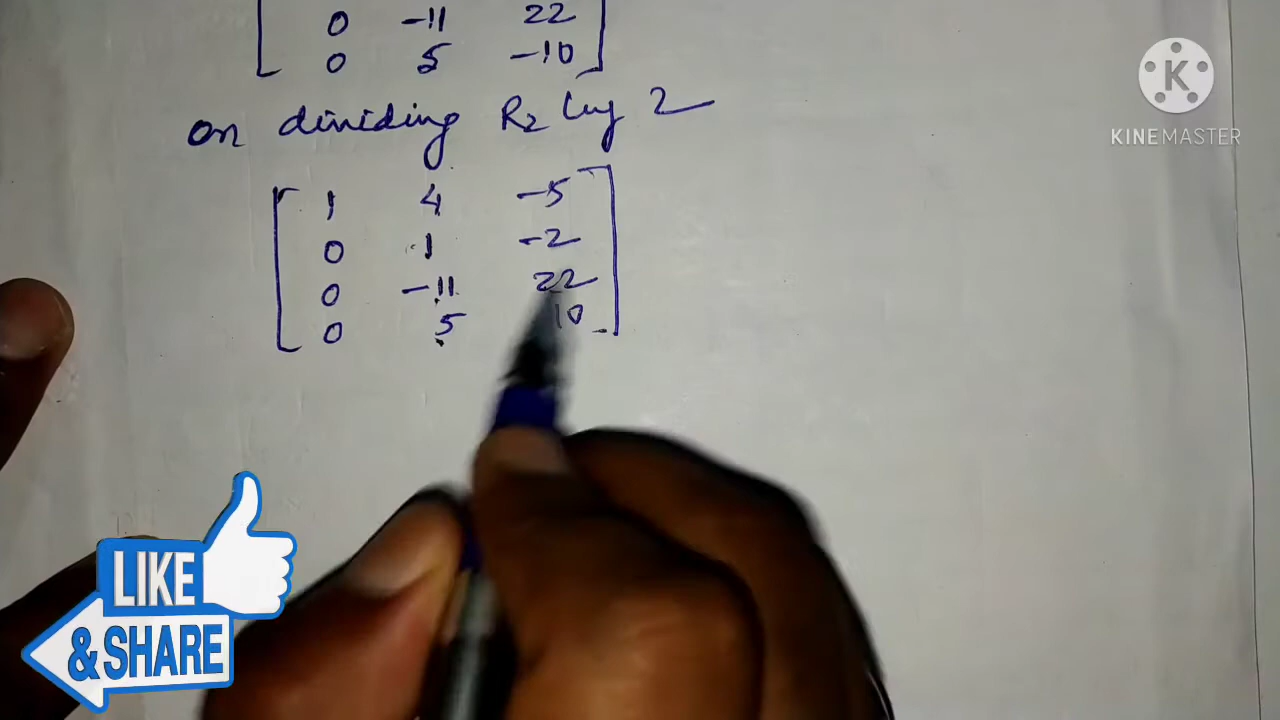 0 -11 22
0 5 -10
on dividing R2 by 2
1 4 -5
0 1 -2
0 -11 22
0 5 10
KINEMASTER
LIKE
& SHARE